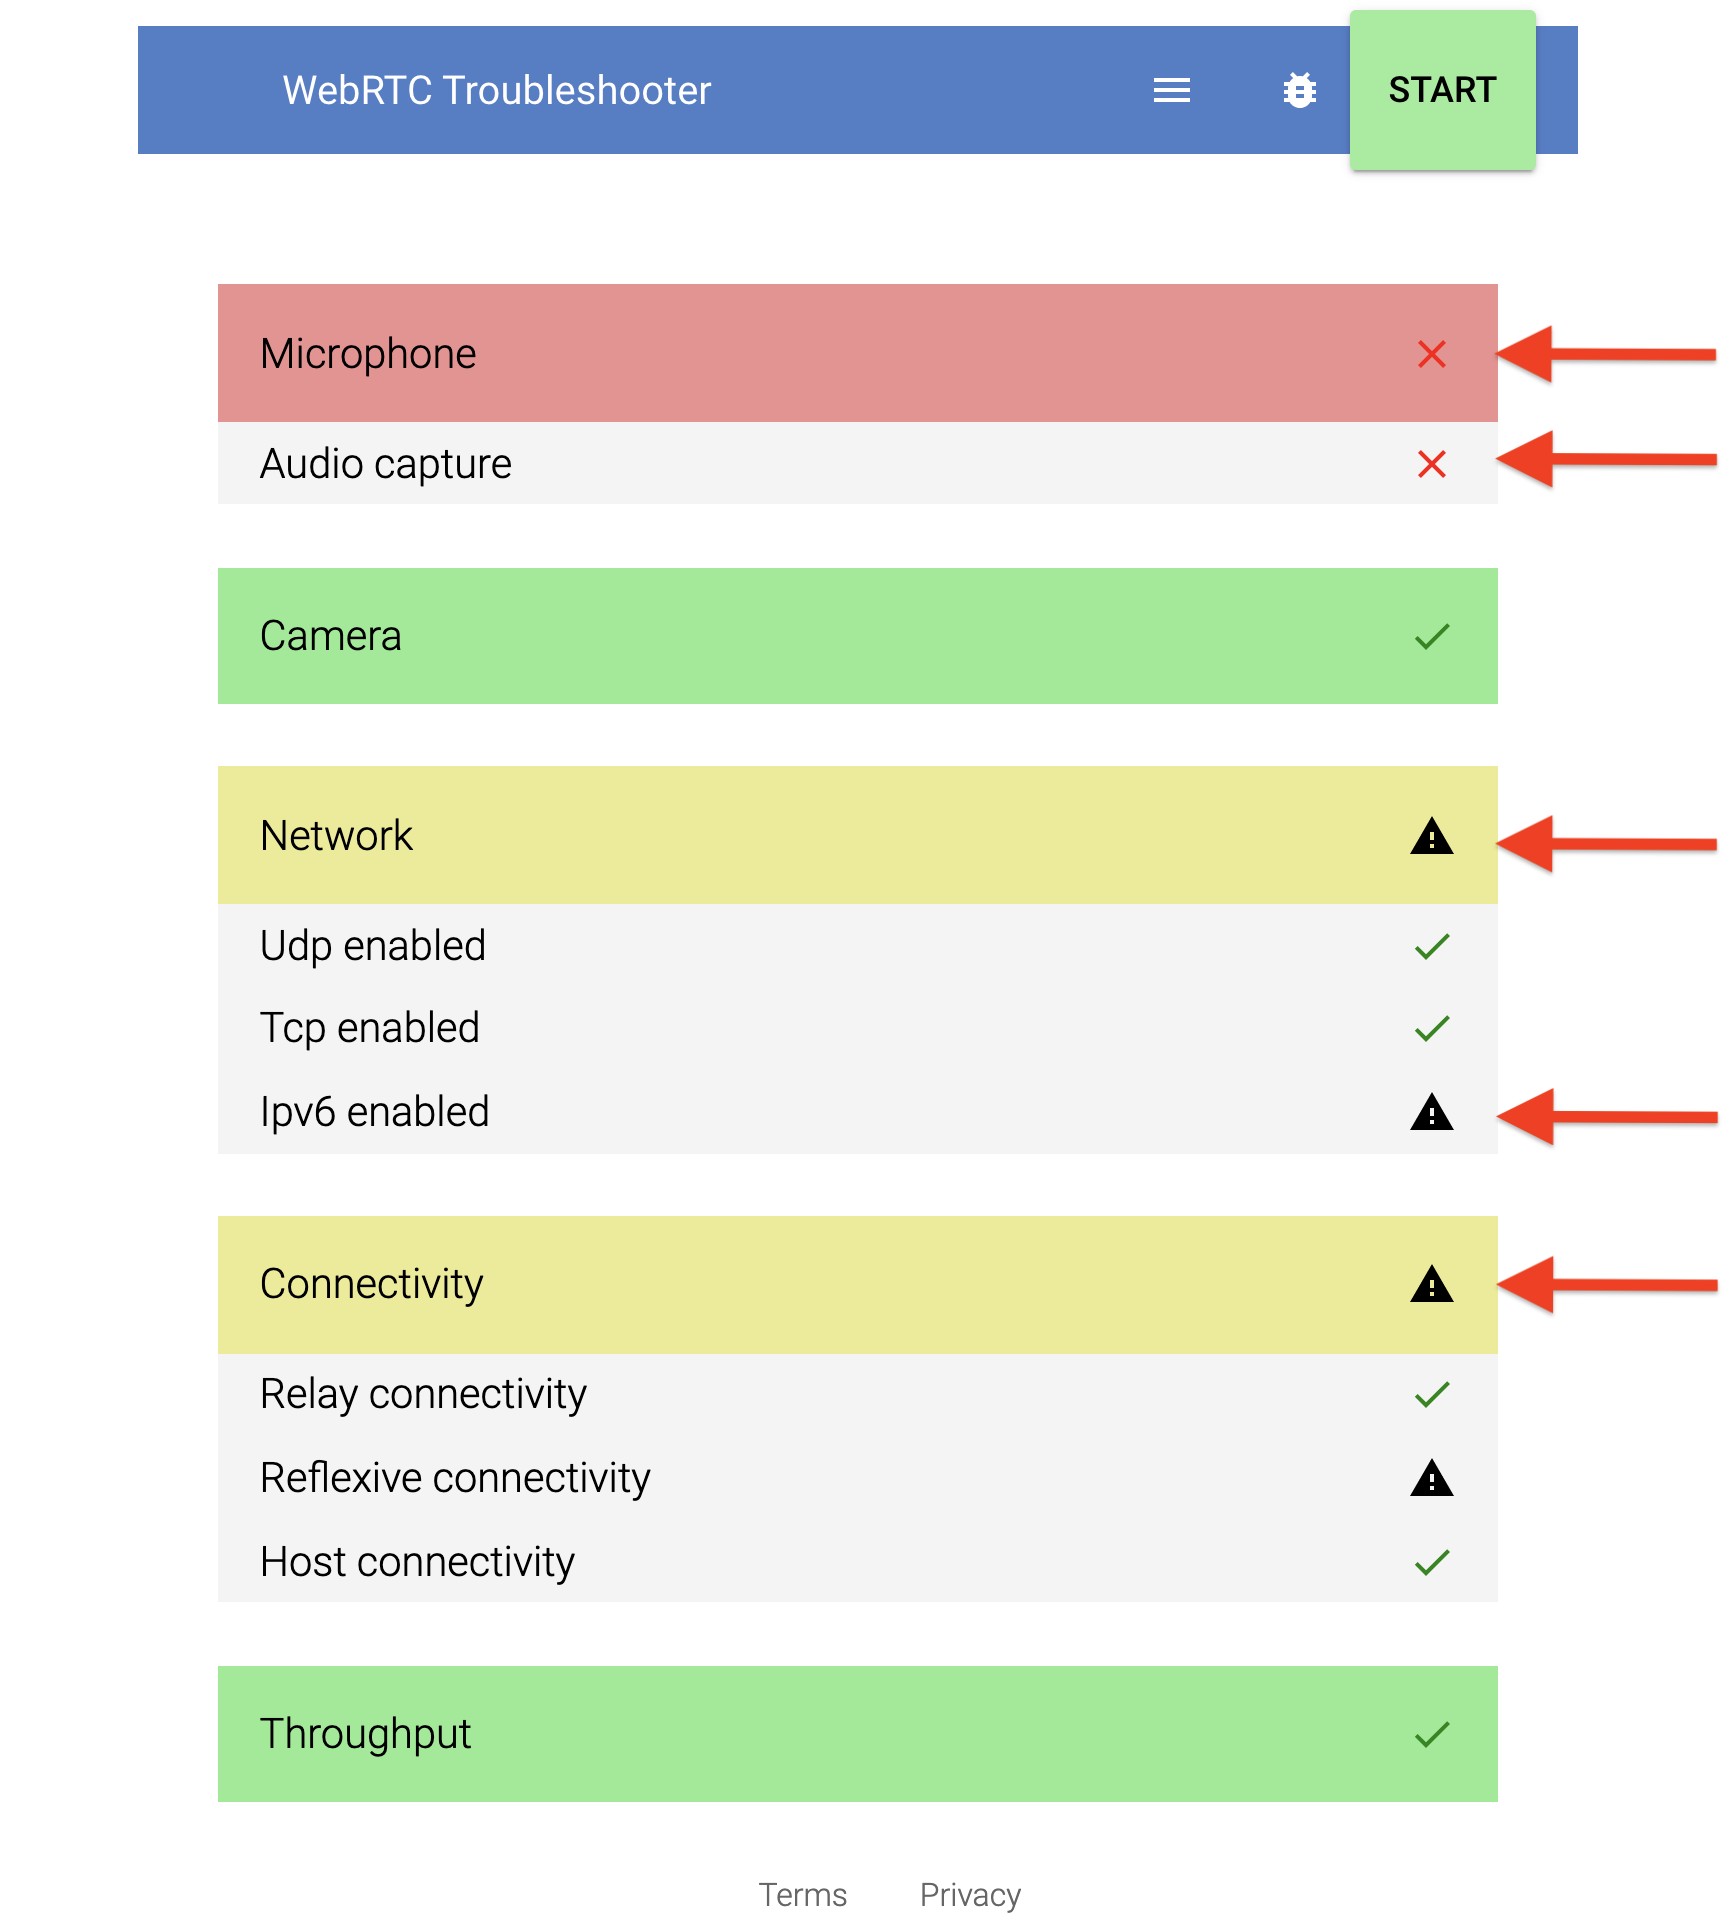 WebRTC Troubleshooter
START
Microphone
Audio capture
Camera
Network
Udp enabled
Tcp enabled
Ipv6 enabled
Connectivity
Relay connectivity
Reflexive connectivity
Host connectivity
Throughput
Terms Privacy